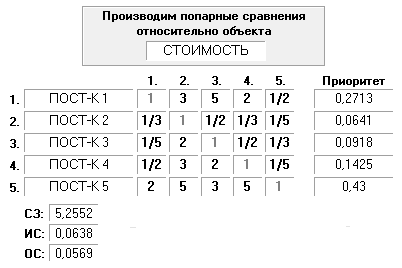 Производим попарные сравнения
относительно объекта
СТОИМОСТЬ
1. 2. 3. 4. 5. Приоритет
1. ПОСТ-К 1 1 3 5 2 1/2 0,2713
2. ПОСТ-К 2 1/3 1 1/2 1/3 1/5 0,0641
3. ПОСТ-К 3 1/5 2 1 1/2 1/3 0,0918
4. ПОСТ-К 4 1/2 3 2 1 1/5 0,1425
5. ПОСТ-К 5 2 5 3 5 1 0,43
СЗ: 5,2552
ИС: 0,0638
ОС: 0,0569